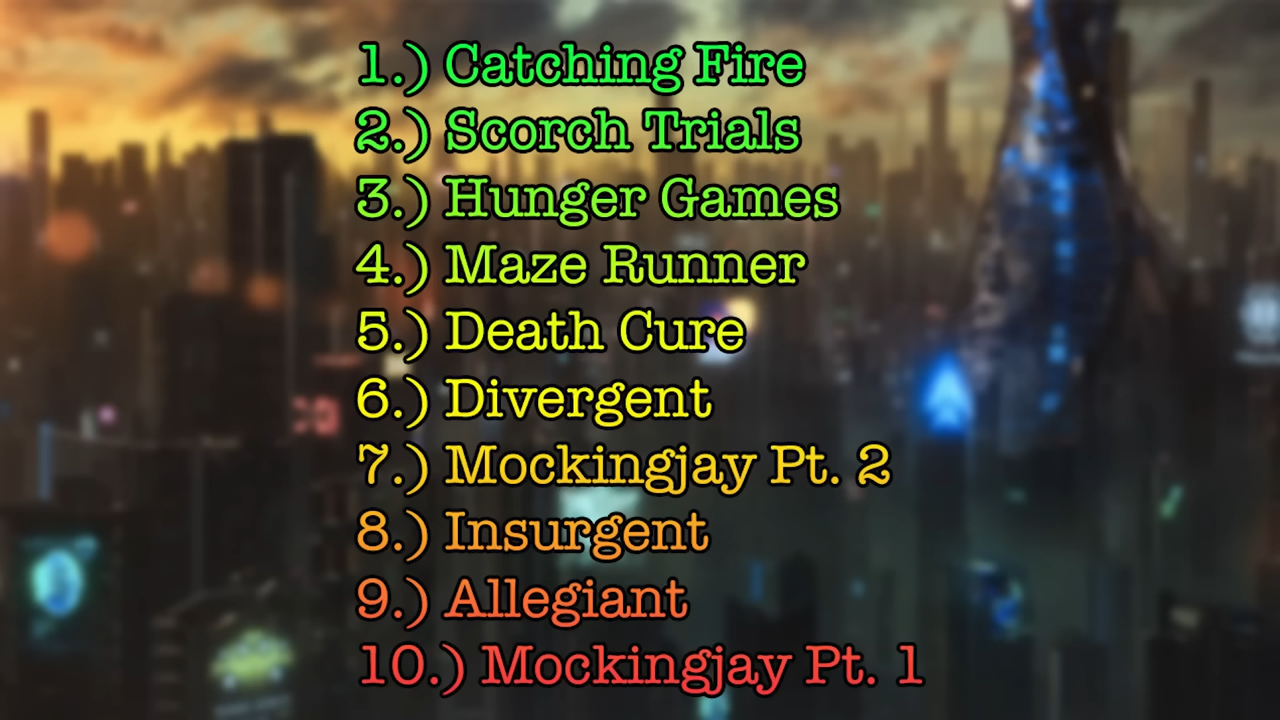 1.) Catching Fire
2.) Scorch Trials
3.) Hunger Games
4.) Maze Runner
5.) Death Cure
6.) Divergent
7.) Mockingjay Pt. 2
8.) Insurgent
9.) Allegiant
10.) Mockingjay Pt. 1